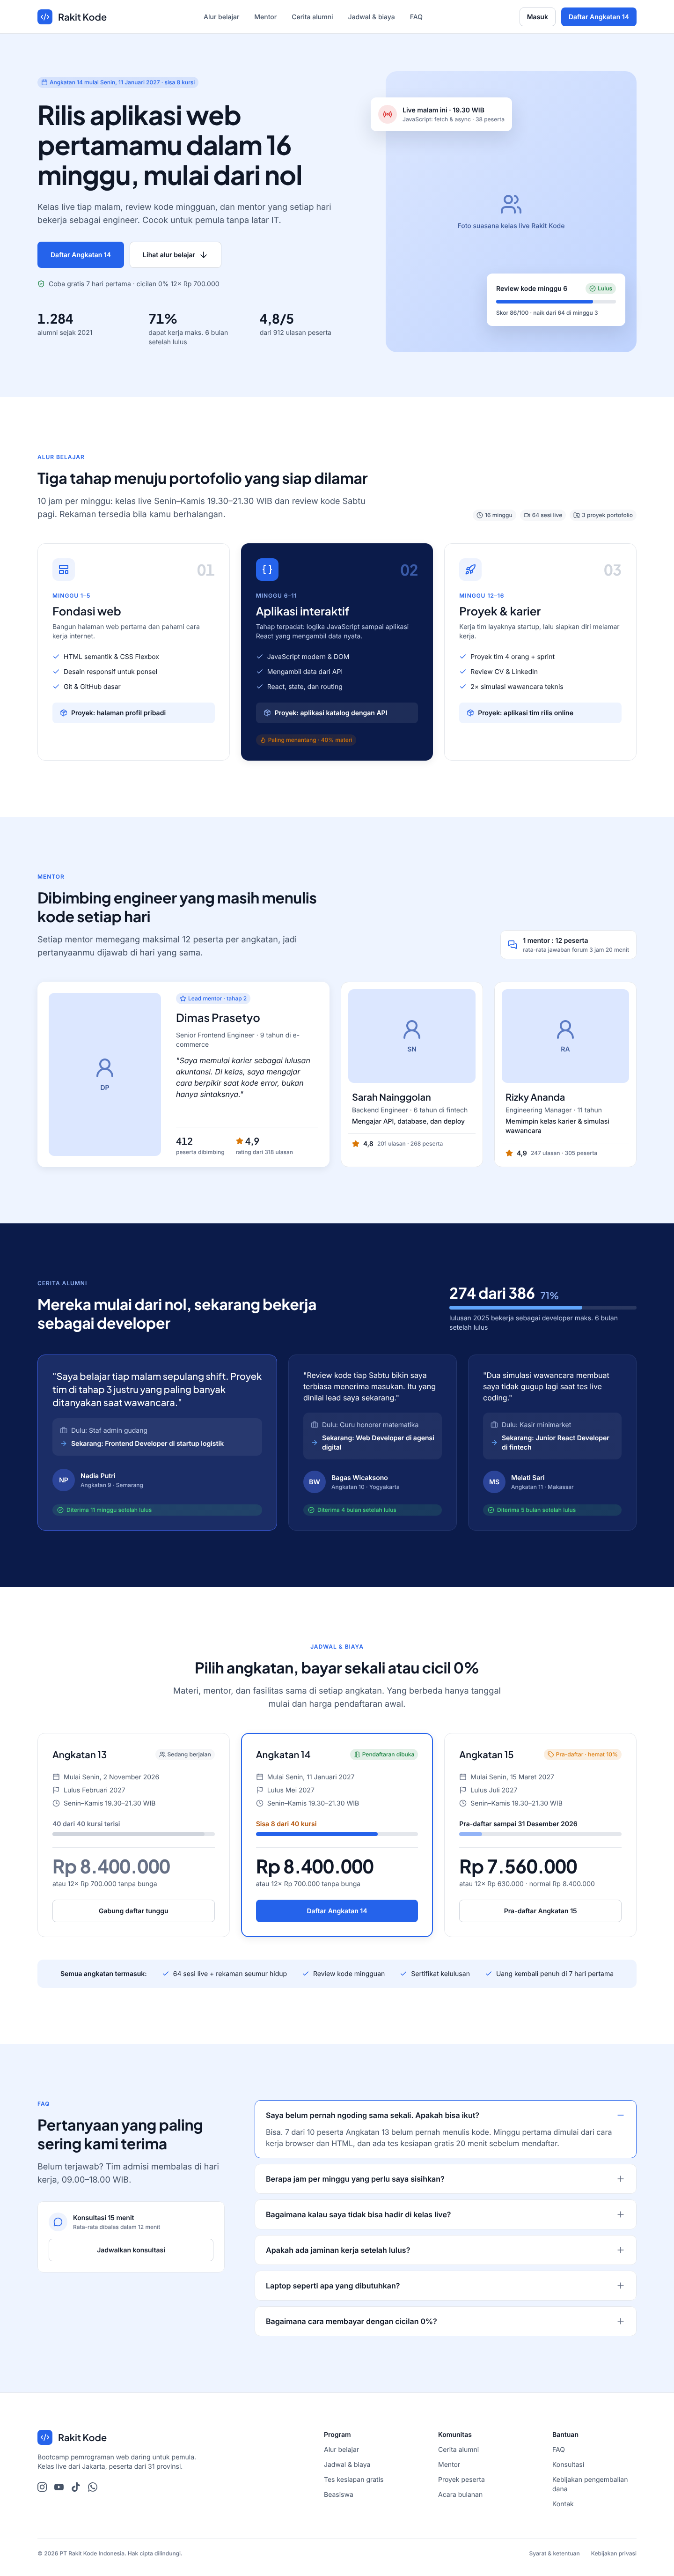 Rakit Kode
Alur belajar
Mentor
Cerita alumni
Jadwal & biaya
FAQ
Masuk
Daftar Angkatan 14
Angkatan 14 mulai Senin, 11 Januari 2027 · sisa 8 kursi
Rilis aplikasi web
pertamamu dalam 16
minggu, mulai dari nol
Kelas live tiap malam, review kode mingguan, dan mentor yang setiap hari
bekerja sebagai engineer. Cocok untuk pemula tanpa latar IT.
Daftar Angkatan 14
Lihat alur belajar
Coba gratis 7 hari pertama · cicilan 0% 12× Rp 700.000
1.284
alumni sejak 2021
71%
dapat kerja maks. 6 bulan
setelah lulus
4,8/5
dari 912 ulasan peserta
Live malam ini · 19.30 WIB
JavaScript: fetch & async · 38 peserta
Foto suasana kelas live Rakit Kode
Review kode minggu 6
Lulus
Skor 86/100 · naik dari 64 di minggu 3
ALUR BELAJAR
Tiga tahap menuju portofolio yang siap dilamar
10 jam per minggu: kelas live Senin–Kamis 19.30–21.30 WIB dan review kode Sabtu
pagi. Rekaman tersedia bila kamu berhalangan.
16 minggu
64 sesi live
3 proyek portofolio
01
MINGGU 1–5
Fondasi web
Bangun halaman web pertama dan pahami cara
kerja internet.
HTML semantik & CSS Flexbox
Desain responsif untuk ponsel
Git & GitHub dasar
Proyek: halaman profil pribadi
02
MINGGU 6–11
Aplikasi interaktif
Tahap terpadat: logika JavaScript sampai aplikasi
React yang mengambil data nyata.
JavaScript modern & DOM
Mengambil data dari API
React, state, dan routing
Proyek: aplikasi katalog dengan API
Paling menantang · 40% materi
03
MINGGU 12–16
Proyek & karier
Kerja tim layaknya startup, lalu siapkan diri melamar
kerja.
Proyek tim 4 orang + sprint
Review CV & LinkedIn
2× simulasi wawancara teknis
Proyek: aplikasi tim rilis online
MENTOR
Dibimbing engineer yang masih menulis
kode setiap hari
Setiap mentor memegang maksimal 12 peserta per angkatan, jadi
pertanyaanmu dijawab di hari yang sama.
1 mentor : 12 peserta
rata-rata jawaban forum 3 jam 20 menit
DP
Lead mentor · tahap 2
Dimas Prasetyo
Senior Frontend Engineer · 9 tahun di e-
commerce
"Saya memulai karier sebagai lulusan
akuntansi. Di kelas, saya mengajar
cara berpikir saat kode error, bukan
hanya sintaksnya."
412
peserta dibimbing
4,9
rating dari 318 ulasan
SN
Sarah Nainggolan
Backend Engineer · 6 tahun di fintech
Mengajar API, database, dan deploy
4,8 201 ulasan · 268 peserta
RA
Rizky Ananda
Engineering Manager · 11 tahun
Memimpin kelas karier & simulasi
wawancara
4,9 247 ulasan · 305 peserta
CERITA ALUMNI
Mereka mulai dari nol, sekarang bekerja
sebagai developer
274 dari 386 71%
lulusan 2025 bekerja sebagai developer maks. 6 bulan
setelah lulus
"Saya belajar tiap malam sepulang shift. Proyek
tim di tahap 3 justru yang paling banyak
ditanyakan saat wawancara."
Dulu: Staf admin gudang
Sekarang: Frontend Developer di startup logistik
NP
Nadia Putri
Angkatan 9 · Semarang
Diterima 11 minggu setelah lulus
"Review kode tiap Sabtu bikin saya
terbiasa menerima masukan. Itu yang
dinilai lead saya sekarang."
Dulu: Guru honorer matematika
Sekarang: Web Developer di agensi
digital
BW
Bagas Wicaksono
Angkatan 10 · Yogyakarta
Diterima 4 bulan setelah lulus
"Dua simulasi wawancara membuat
saya tidak gugup lagi saat tes live
coding."
Dulu: Kasir minimarket
Sekarang: Junior React Developer
di fintech
MS
Melati Sari
Angkatan 11 · Makassar
Diterima 5 bulan setelah lulus
JADWAL & BIAYA
Pilih angkatan, bayar sekali atau cicil 0%
Materi, mentor, dan fasilitas sama di setiap angkatan. Yang berbeda hanya tanggal
mulai dan harga pendaftaran awal.
Angkatan 13
Sedang berjalan
Mulai Senin, 2 November 2026
Lulus Februari 2027
Senin–Kamis 19.30–21.30 WIB
40 dari 40 kursi terisi
Rp 8.400.000
atau 12× Rp 700.000 tanpa bunga
Gabung daftar tunggu
Angkatan 14
Pendaftaran dibuka
Mulai Senin, 11 Januari 2027
Lulus Mei 2027
Senin–Kamis 19.30–21.30 WIB
Sisa 8 dari 40 kursi
Rp 8.400.000
atau 12× Rp 700.000 tanpa bunga
Daftar Angkatan 14
Angkatan 15
Pra-daftar · hemat 10%
Mulai Senin, 15 Maret 2027
Lulus Juli 2027
Senin–Kamis 19.30–21.30 WIB
Pra-daftar sampai 31 Desember 2026
Rp 7.560.000
atau 12× Rp 630.000 · normal Rp 8.400.000
Pra-daftar Angkatan 15
Semua angkatan termasuk:
64 sesi live + rekaman seumur hidup
Review kode mingguan
Sertifikat kelulusan
Uang kembali penuh di 7 hari pertama
FAQ
Pertanyaan yang paling
sering kami terima
Belum terjawab? Tim admisi membalas di hari
kerja, 09.00–18.00 WIB.
Konsultasi 15 menit
Rata-rata dibalas dalam 12 menit
Jadwalkan konsultasi
Saya belum pernah ngoding sama sekali. Apakah bisa ikut?
Bisa. 7 dari 10 peserta Angkatan 13 belum pernah menulis kode. Minggu pertama dimulai dari cara
kerja browser dan HTML, dan ada tes kesiapan gratis 20 menit sebelum mendaftar.
Berapa jam per minggu yang perlu saya sisihkan?
Bagaimana kalau saya tidak bisa hadir di kelas live?
Apakah ada jaminan kerja setelah lulus?
Laptop seperti apa yang dibutuhkan?
Bagaimana cara membayar dengan cicilan 0%?
Rakit Kode
Bootcamp pemrograman web daring untuk pemula.
Kelas live dari Jakarta, peserta dari 31 provinsi.
Program
Alur belajar
Jadwal & biaya
Tes kesiapan gratis
Beasiswa
Komunitas
Cerita alumni
Mentor
Proyek peserta
Acara bulanan
Bantuan
FAQ
Konsultasi
Kebijakan pengembalian
dana
Kontak
© 2026 PT Rakit Kode Indonesia. Hak cipta dilindungi.
Syarat & ketentuan
Kebijakan privasi